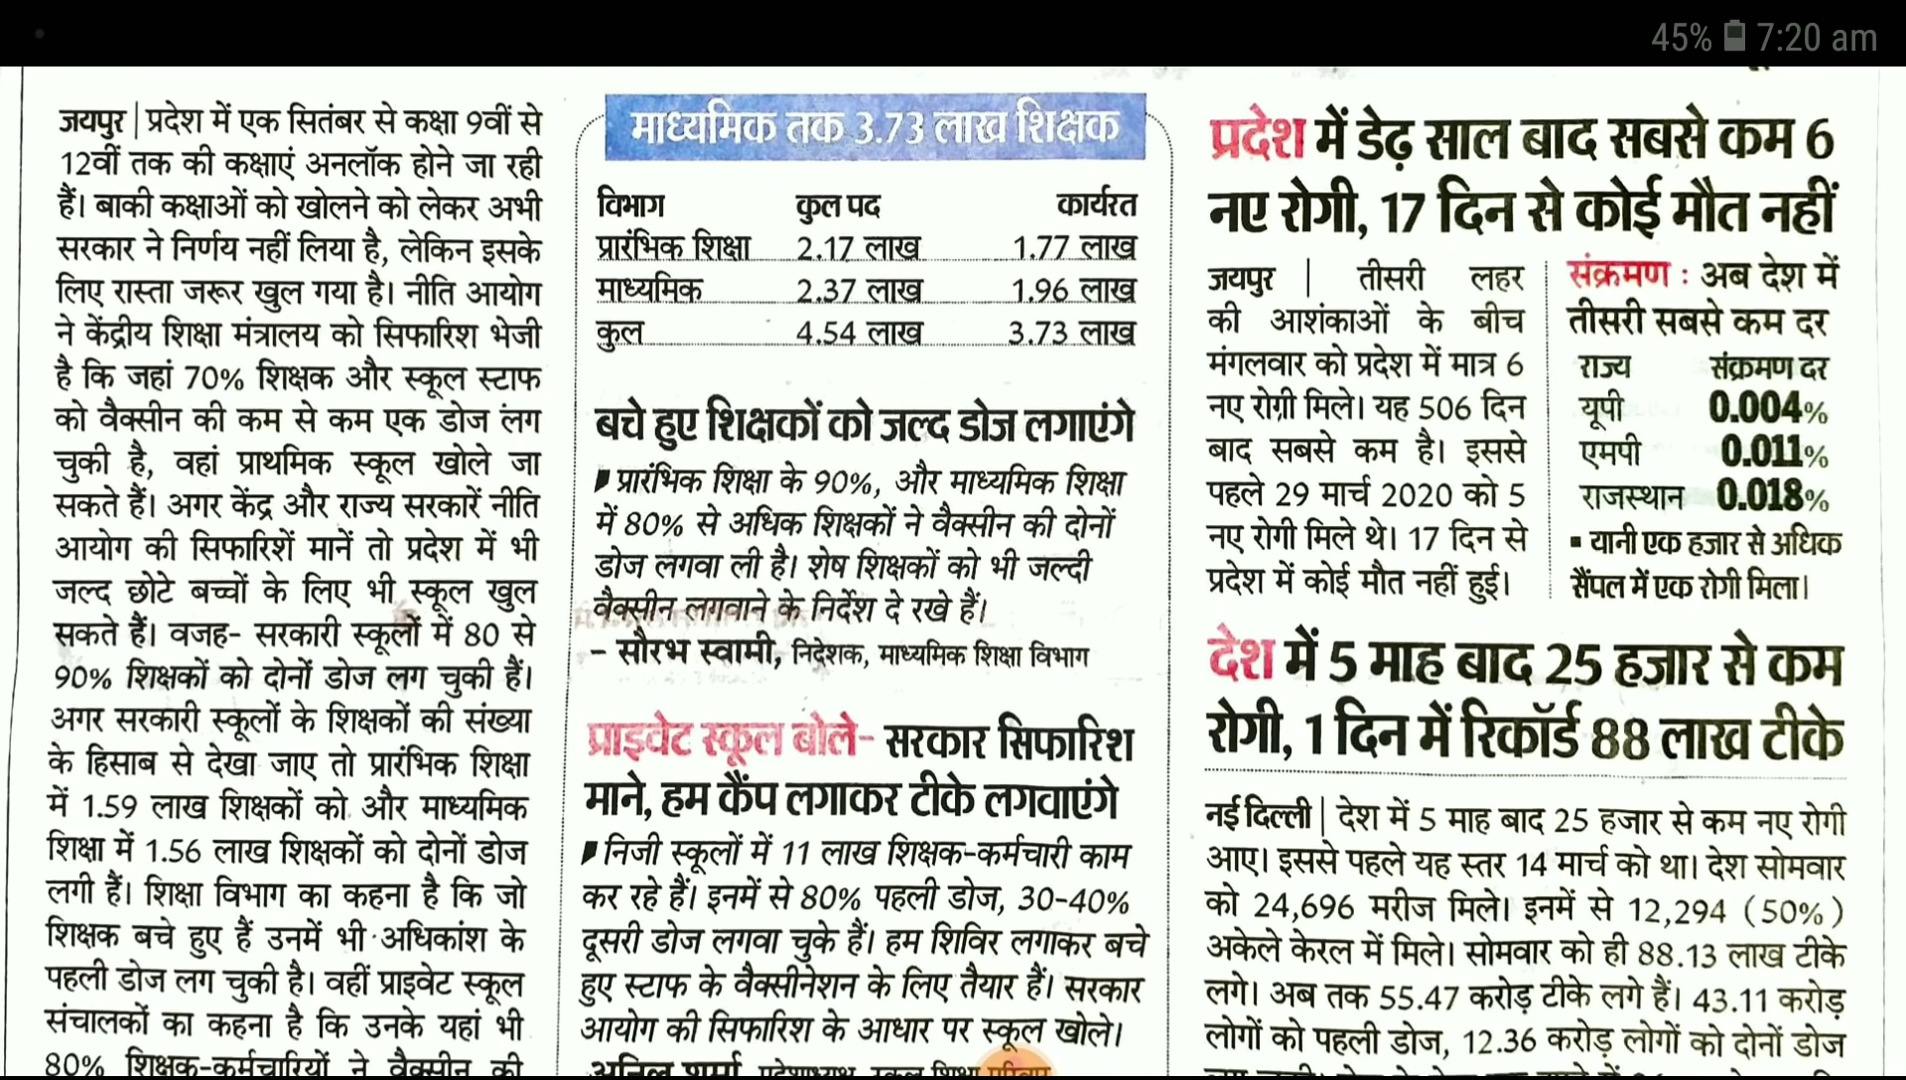 45% 7:20 am
जयपुर | प्रदेश में एक सितंबर से कक्षा 9वीं से
12वीं तक की कक्षाएं अनलॉक होने जा रही
हैं। बाकी कक्षाओं को खोलने को लेकर अभी
सरकार ने निर्णय नहीं लिया है, लेकिन इसके
लिए रास्ता जरूर खुल गया है। नीति आयोग
ने केंद्रीय शिक्षा मंत्रालय को सिफारिश भेजी
है कि जहां 70% शिक्षक और स्कूल स्टाफ
को वैक्सीन की कम से कम एक डोज लग
चुकी है, वहां प्राथमिक स्कूल खोले जा
सकते हैं। अगर केंद्र और राज्य सरकारें नीति
आयोग की सिफारिशें मानें तो प्रदेश में भी
जल्द छोटे बच्चों के लिए भी स्कूल खुल
सकते हैं। वजह- सरकारी स्कूलों में 80 से
90% शिक्षकों को दोनों डोज लग चुकी हैं।
अगर सरकारी स्कूलों के शिक्षकों की संख्या
के हिसाब से देखा जाए तो प्रारंभिक शिक्षा
में 1.59 लाख शिक्षकों को और माध्यमिक
शिक्षा में 1.56 लाख शिक्षकों को दोनों डोज
लगी हैं। शिक्षा विभाग का कहना है कि जो
शिक्षक बचे हुए हैं उनमें भी अधिकांश के
पहली डोज लग चुकी है। वहीं प्राइवेट स्कूल
संचालकों का कहना है कि उनके यहां भी
80% शिक्षक-कर्मचारियों ने वैक्सीन की
माध्यमिक तक 3.73 लाख शिक्षक
विभाग कुल पद कार्यरत
प्रारंभिक शिक्षा 2.17 लाख 1.77 लाख
माध्यमिक 2.37 लाख 1.96 लाख
कुल 4.54 लाख 3.73 लाख
बचे हुए शिक्षकों को जल्द डोज लगाएंगे
प्रारंभिक शिक्षा के 90%, और माध्यमिक शिक्षा
में 80% से अधिक शिक्षकों ने वैक्सीन की दोनों
डोज लगवा ली है। शेष शिक्षकों को भी जल्दी
वैक्सीन लगवाने के निर्देश दे रखे हैं।
– सौरभ स्वामी, निदेशक, माध्यमिक शिक्षा विभाग
प्राइवेट स्कूल बोले- सरकार सिफारिश
माने, हम कैंप लगाकर टीके लगवाएंगे
निजी स्कूलों में 11 लाख शिक्षक-कर्मचारी काम
कर रहे हैं। इनमें से 80% पहली डोज, 30-40%
दूसरी डोज लगवा चुके हैं। हम शिविर लगाकर बचे
हुए स्टाफ के वैक्सीनेशन के लिए तैयार हैं। सरकार
आयोग की सिफारिश के आधार पर स्कूल खोले।
अनिल शर्मा, प्रदेशाध्यक्ष, स्कूल शिक्षा परिवार
प्रदेश में डेढ़ साल बाद सबसे कम 6
नए रोगी, 17 दिन से कोई मौत नहीं
जयपुर | तीसरी लहर
की आशंकाओं के बीच
मंगलवार को प्रदेश में मात्र 6
नए रोगी मिले। यह 506 दिन
बाद सबसे कम है। इससे
पहले 29 मार्च 2020 को 5
नए रोगी मिले थे। 17 दिन से
प्रदेश में कोई मौत नहीं हुई।
संक्रमण : अब देश में
तीसरी सबसे कम दर
राज्य संक्रमण दर
यूपी 0.004%
एमपी 0.011%
राजस्थान 0.018%
▪ यानी एक हजार से अधिक
सैंपल में एक रोगी मिला।
देश में 5 माह बाद 25 हजार से कम
रोगी, 1 दिन में रिकॉर्ड 88 लाख टीके
नई दिल्ली | देश में 5 माह बाद 25 हजार से कम नए रोगी
आए। इससे पहले यह स्तर 14 मार्च को था। देश सोमवार
को 24,696 मरीज मिले। इनमें से 12,294 (50%)
अकेले केरल में मिले। सोमवार को ही 88.13 लाख टीके
लगे। अब तक 55.47 करोड़ टीके लगे हैं। 43.11 करोड़
लोगों को पहली डोज, 12.36 करोड़ लोगों को दोनों डोज